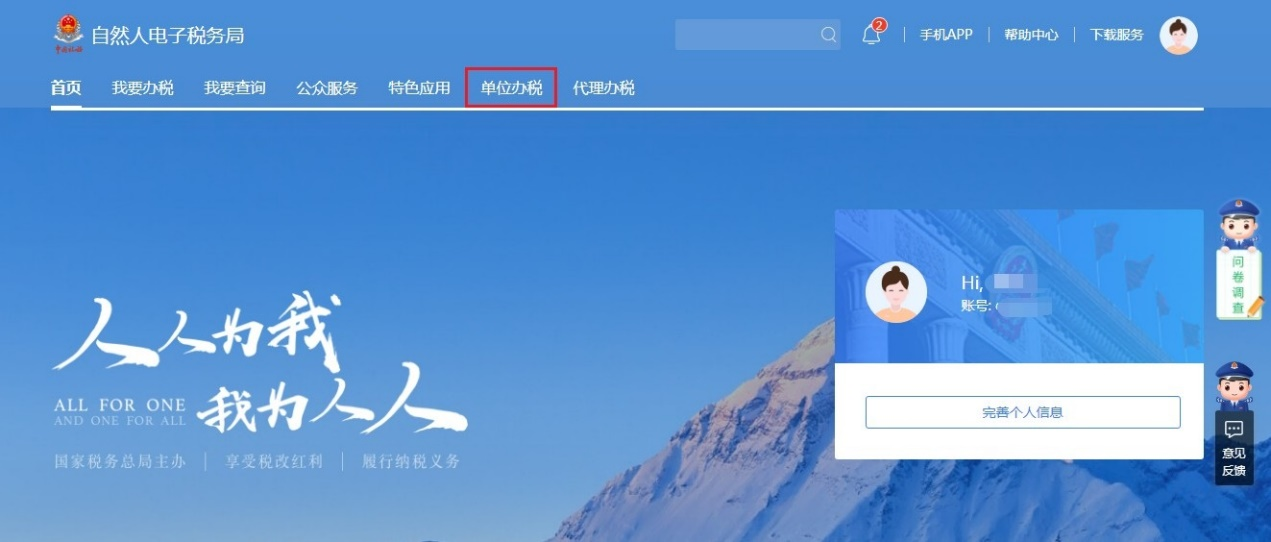 中国税务
自然人电子税务局
2
手机APP
帮助中心
下载服务
首页 我要办税 我要查询 公众服务 特色应用 单位办税 代理办税
人人为我
我为人人
ALL FOR ONE
AND ONE FOR ALL
国家税务总局主办 享受税改红利 履行纳税义务
Hi,
账号:
完善个人信息
问卷调查
意见
反馈